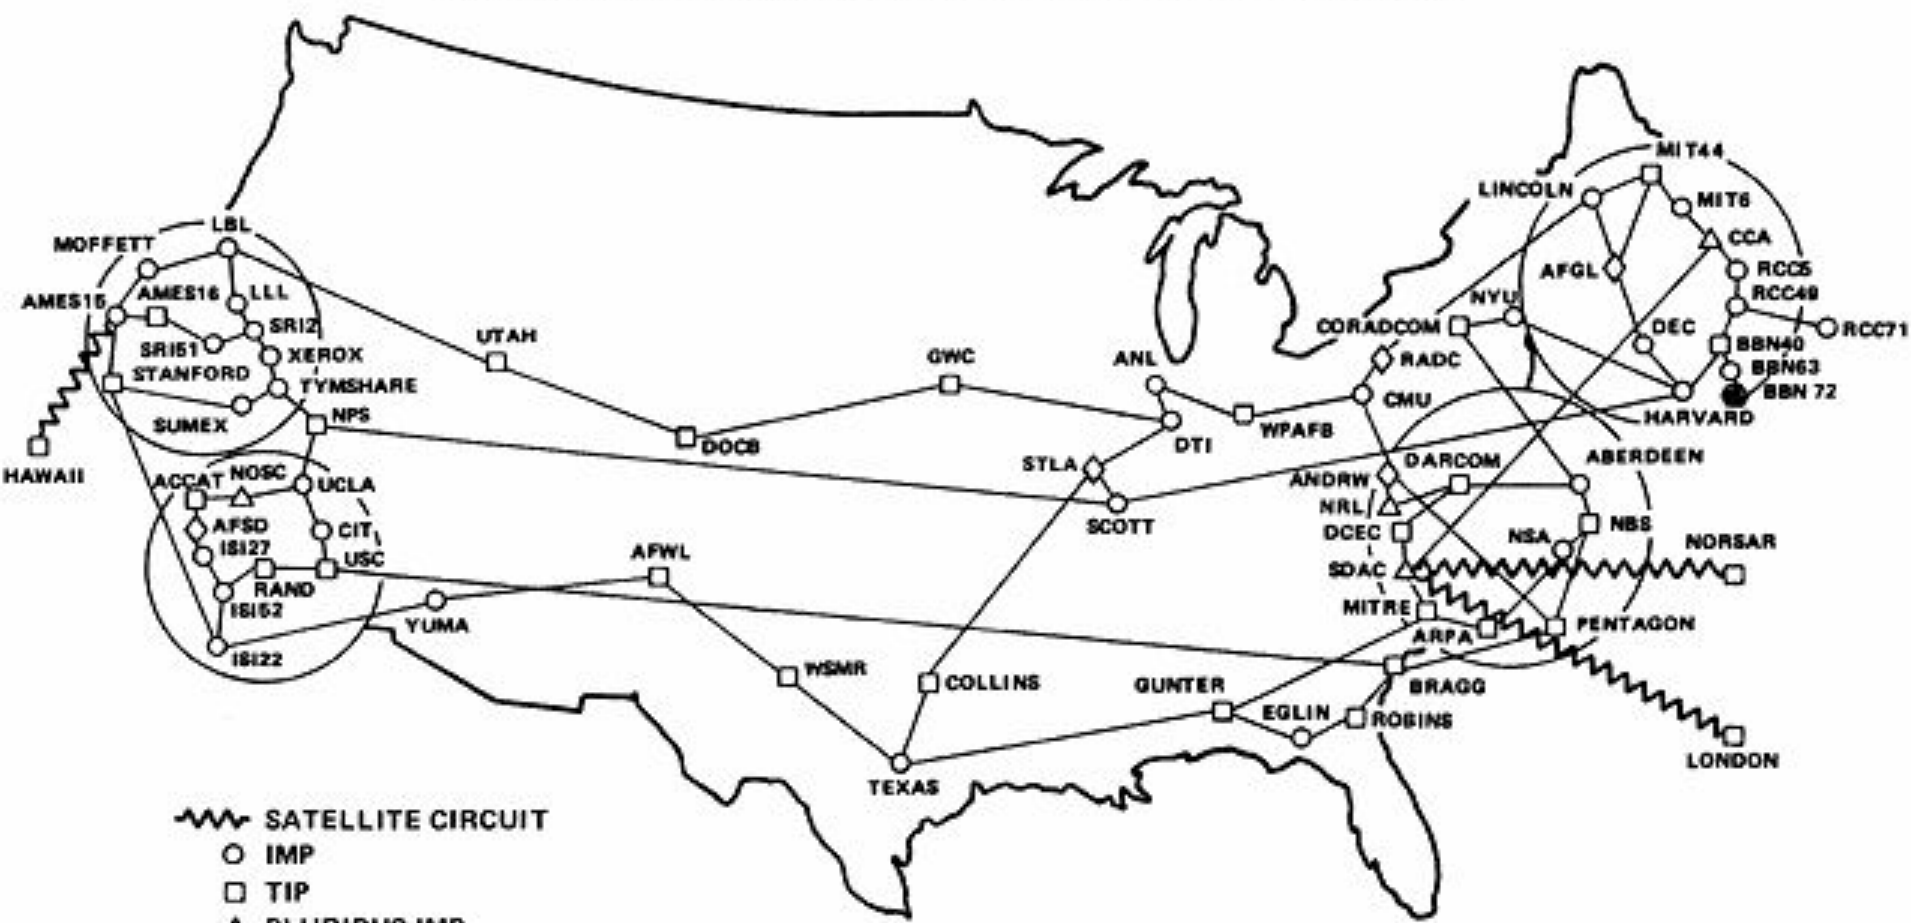 MIT44
LINCOLN
MIT6
CCA
AFGL
RCC5
RCC49
RCC71
NYU
CORADCOM
DEC
BBN40
BBN63
BBN 72
RADC
HARVARD
LBL
MOFFETT
AMES15
AMES16
LLL
SRI2
SRI51
XEROX
STANFORD
TYMSHARE
SUMEX
NPS
HAWAII
UTAH
GWC
ANL
DOCB
DTI
WPAFB
CMU
STLA
SCOTT
ANDRW
DARCOM
ABERDEEN
NRL
DCEC
NSA
NBS
NORSAR
SDAC
MITRE
ARPA
PENTAGON
ACCAT
NOSC
UCLA
AFSD
CIT
ISI27
USC
RAND
ISI52
ISI22
YUMA
AFWL
WSMR
COLLINS
GUNTER
EGLIN
BRAGG
ROBINS
LONDON
TEXAS
SATELLITE CIRCUIT
IMP
TIP